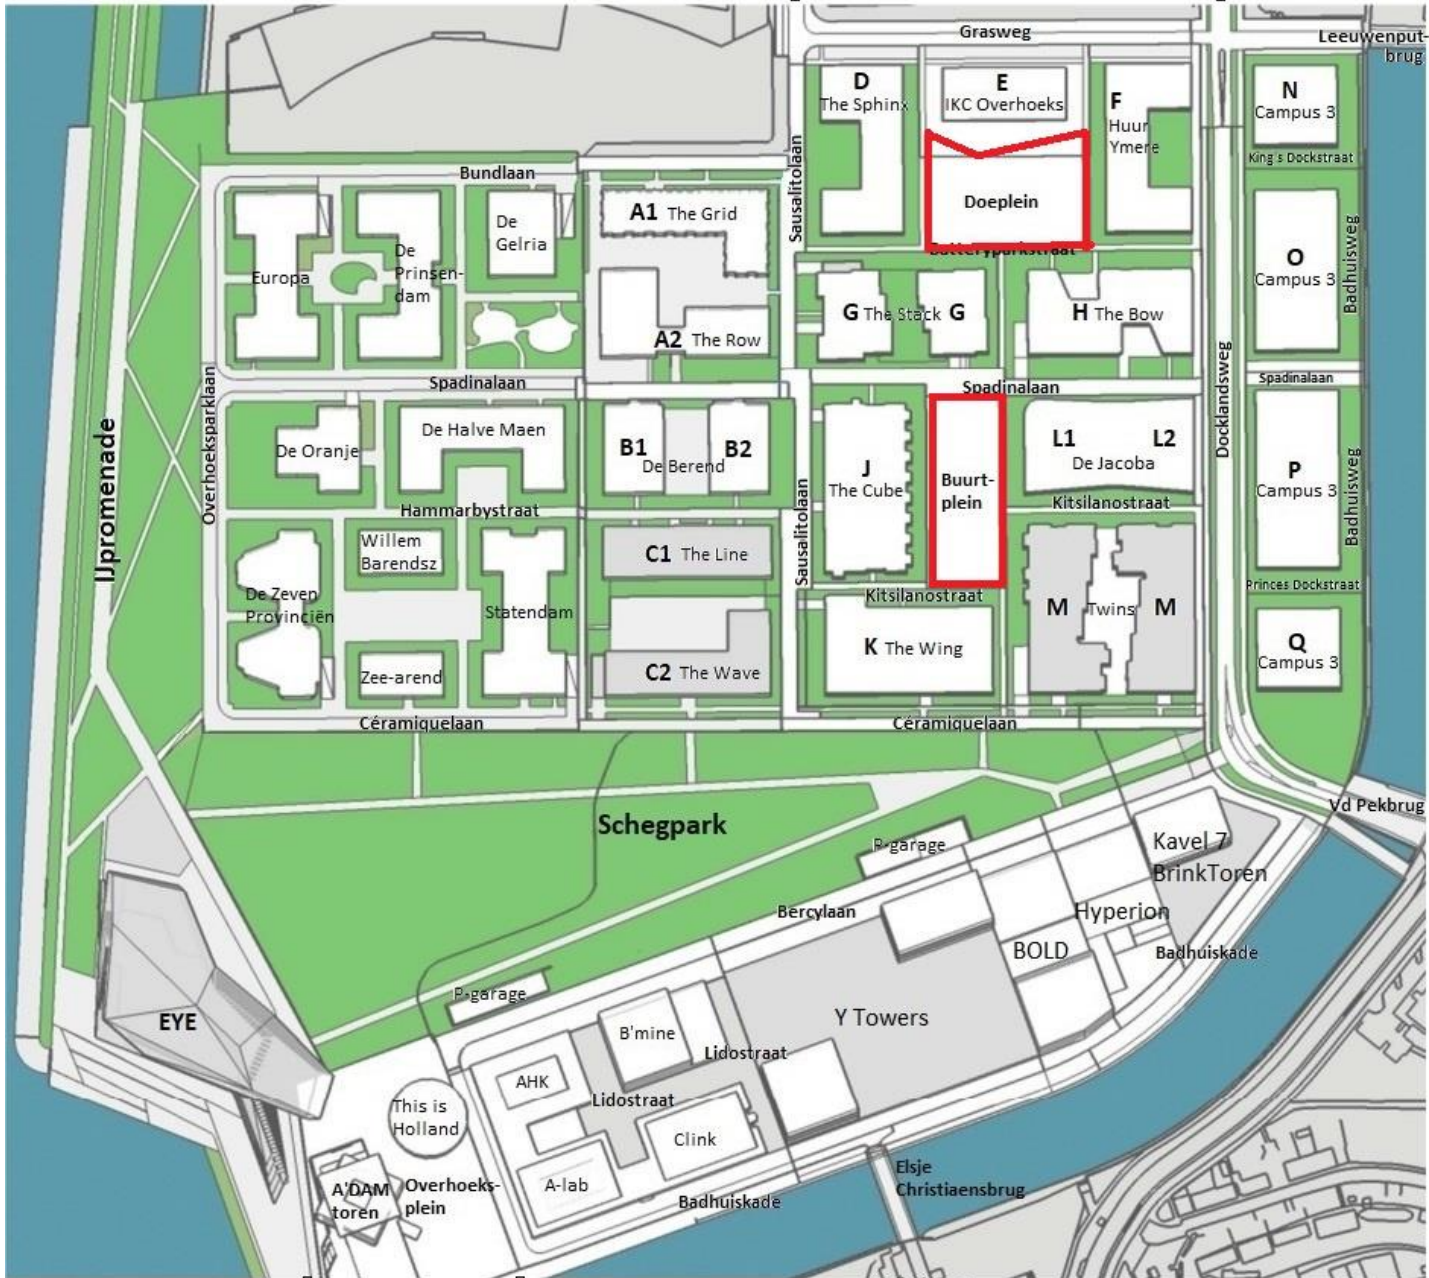 Grasweg
Leeuwenput-
brug
D
The Sphinx
E
IKC Overhoeks
F
Huur
Ymere
N
Campus 3
King's Dockstraat
Sausalitolaan
Doeplein
Batteryparkstraat
Bundlaan
Europa
De
Prinsen-
dam
De
Gelria
A1 The Grid
A2 The Row
G The Stack G
H The Bow
O
Campus 3
Badhuisweg
Docklandsweg
Spadinalaan
Spadinalaan
Spadinalaan
IJpromenade
Overhoeksparklaan
De Oranje
De Halve Maen
B1
B2
De Berend
J
The Cube
Buurt-
plein
L1
L2
De Jacoba
P
Campus 3
Badhuisweg
Hammarbystraat
Kitsilanostraat
Sausalitolaan
Willem
Barendsz
C1 The Line
De Zeven
Provinciën
Statendam
Kitsilanostraat
M
Twins
M
Princes Dockstraat
Zee-arend
C2 The Wave
K The Wing
Q
Campus 3
Céramiquelaan
Céramiquelaan
Schegpark
Vd Pekbrug
P-garage
Kavel 7
BrinkToren
Bercylaan
Hyperion
BOLD
Badhuiskade
P-garage
EYE
Y Towers
B'mine
Lidostraat
AHK
Lidostraat
This is
Holland
Clink
A-lab
A'DAM
toren
Overhoeks-
plein
Badhuiskade
Elsje
Christiaensbrug